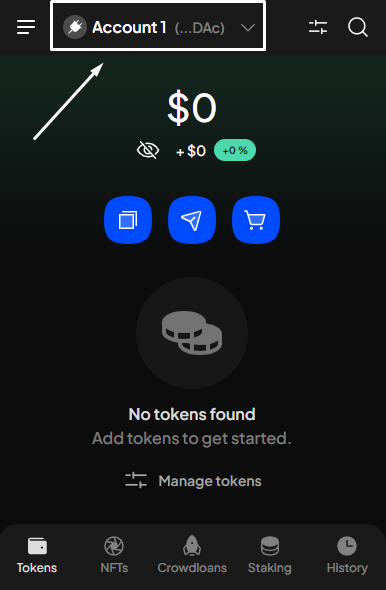 Account 1 (...DAc)
$0
+$0 +0 %
No tokens found
Add tokens to get started.
Manage tokens
Tokens NFTs Crowdloans Staking History